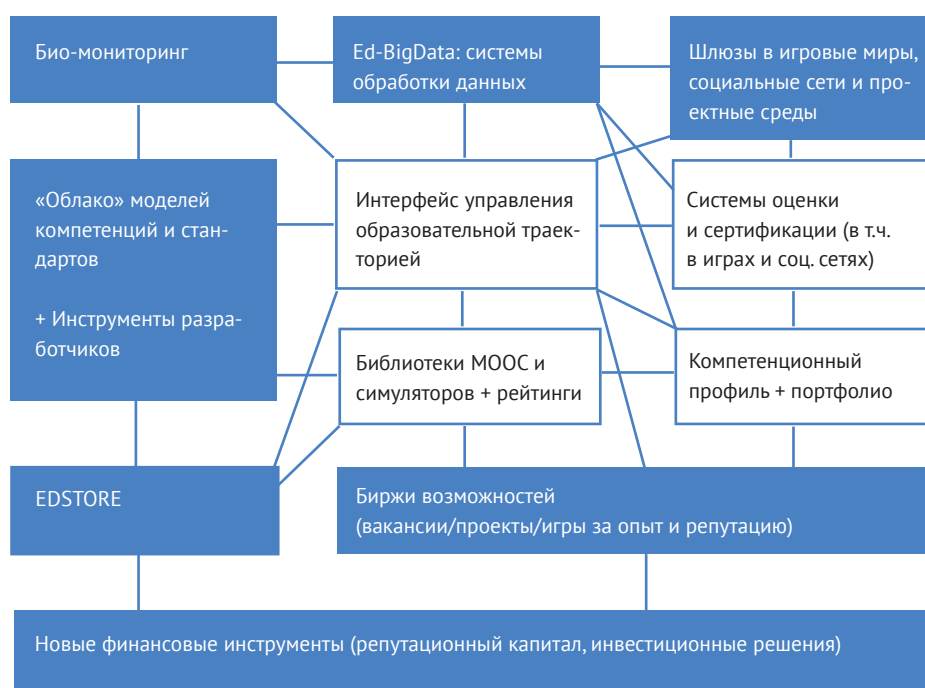 Био-мониторинг
Ed-BigData: системы
обработки данных
Шлюзы в игровые миры,
социальные сети и про-
ектные среды
«Облако» моделей
компетенций и стан-
дартов
+ Инструменты разра-
ботчиков
Интерфейс управления
образовательной траек-
торией
Системы оценки
и сертификации (в т.ч.
в играх и соц. сетях)
Библиотеки МООС и
симуляторов + рейтинги
Компетенционный
профиль + портфолио
EDSTORE
Биржи возможностей
(вакансии/проекты/игры за опыт и репутацию)
Новые финансовые инструменты (репутационный капитал, инвестиционные решения)